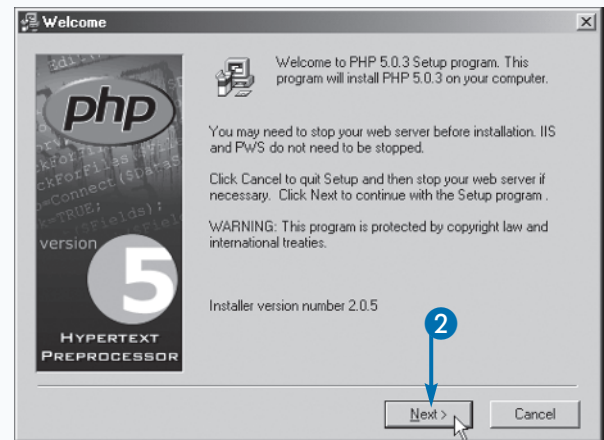 Welcome
php
version
5
HYPERTEXT
PREPROCESSOR
Welcome to PHP 5.0.3 Setup program. This
program will install PHP 5.0.3 on your computer.
You may need to stop your web server before installation. IIS
and PWS do not need to be stopped.
Click Cancel to quit Setup and then stop your web server if
necessary. Click Next to continue with the Setup program .
WARNING: This program is protected by copyright law and
international treaties.
Installer version number 2.0.5
2
Next >
Cancel